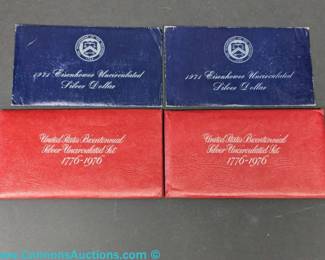 1971 Eisenhower Uncirculated
Silver Dollar
1971 Eisenhower Uncirculated
Silver Dollar
United States Bicentennial
Silver Uncirculated Set
1776-1976
United States Bicentennial
Silver Uncirculated Set
1776-1976
www.CannonsAuctions.com